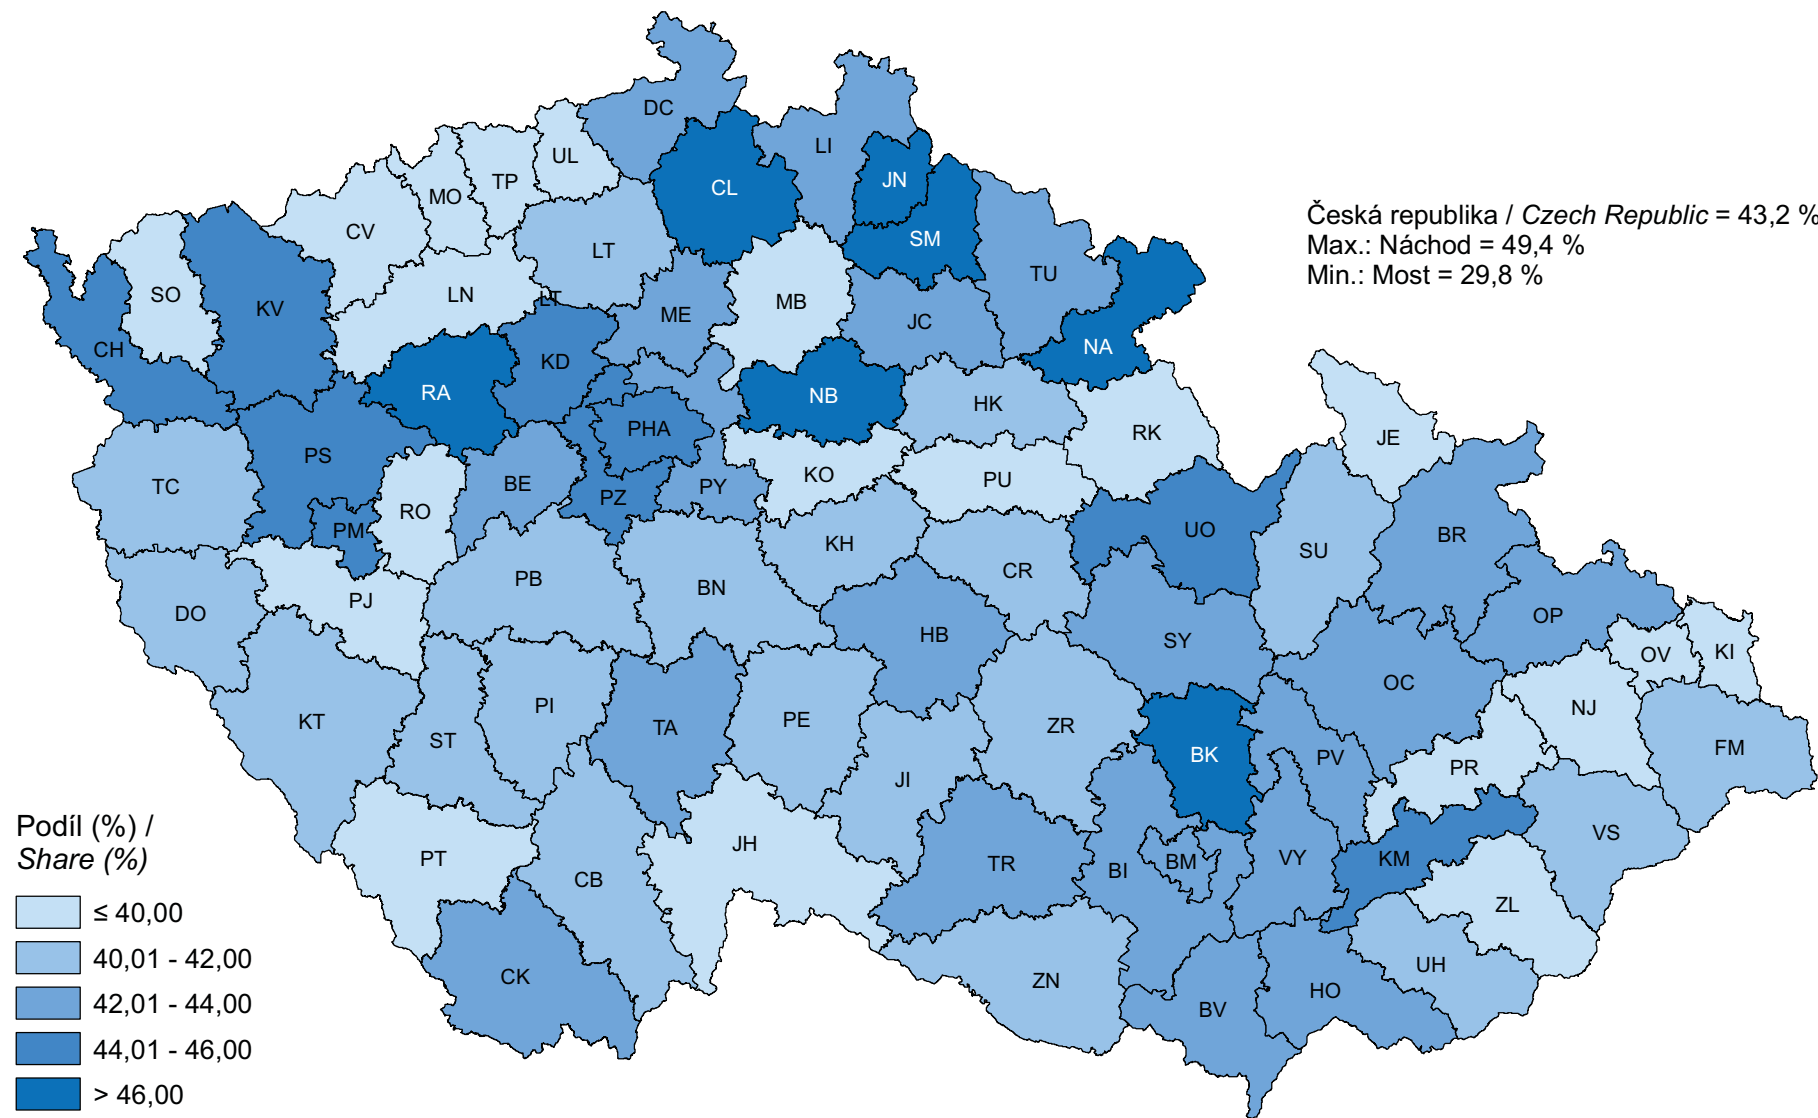 DC
LI
UL
TP
MO
CL
JN
CV
SM
LT
SO
KV
LN
LT
MB
ME
JC
TU
CH
KD
NA
RA
NB
HK
PHA
RK
JE
PS
KO
PU
TC
BE
PZ
PY
RO
PM
UO
BR
SU
KH
CR
PB
BN
PJ
DO
OP
HB
SY
OV
KI
OC
NJ
PI
KT
TA
PE
ZR
ST
FM
BK
PV
PR
JI
VS
JH
PT
TR
BI
BM
VY
KM
CB
ZL
UH
CK
ZN
HO
BV
Česká republika / Czech Republic = 43,2 %
Max.: Náchod = 49,4 %
Min.: Most = 29,8 %
Podíl (%) /
Share (%)
≤ 40,00
40,01 - 42,00
42,01 - 44,00
44,01 - 46,00
> 46,00